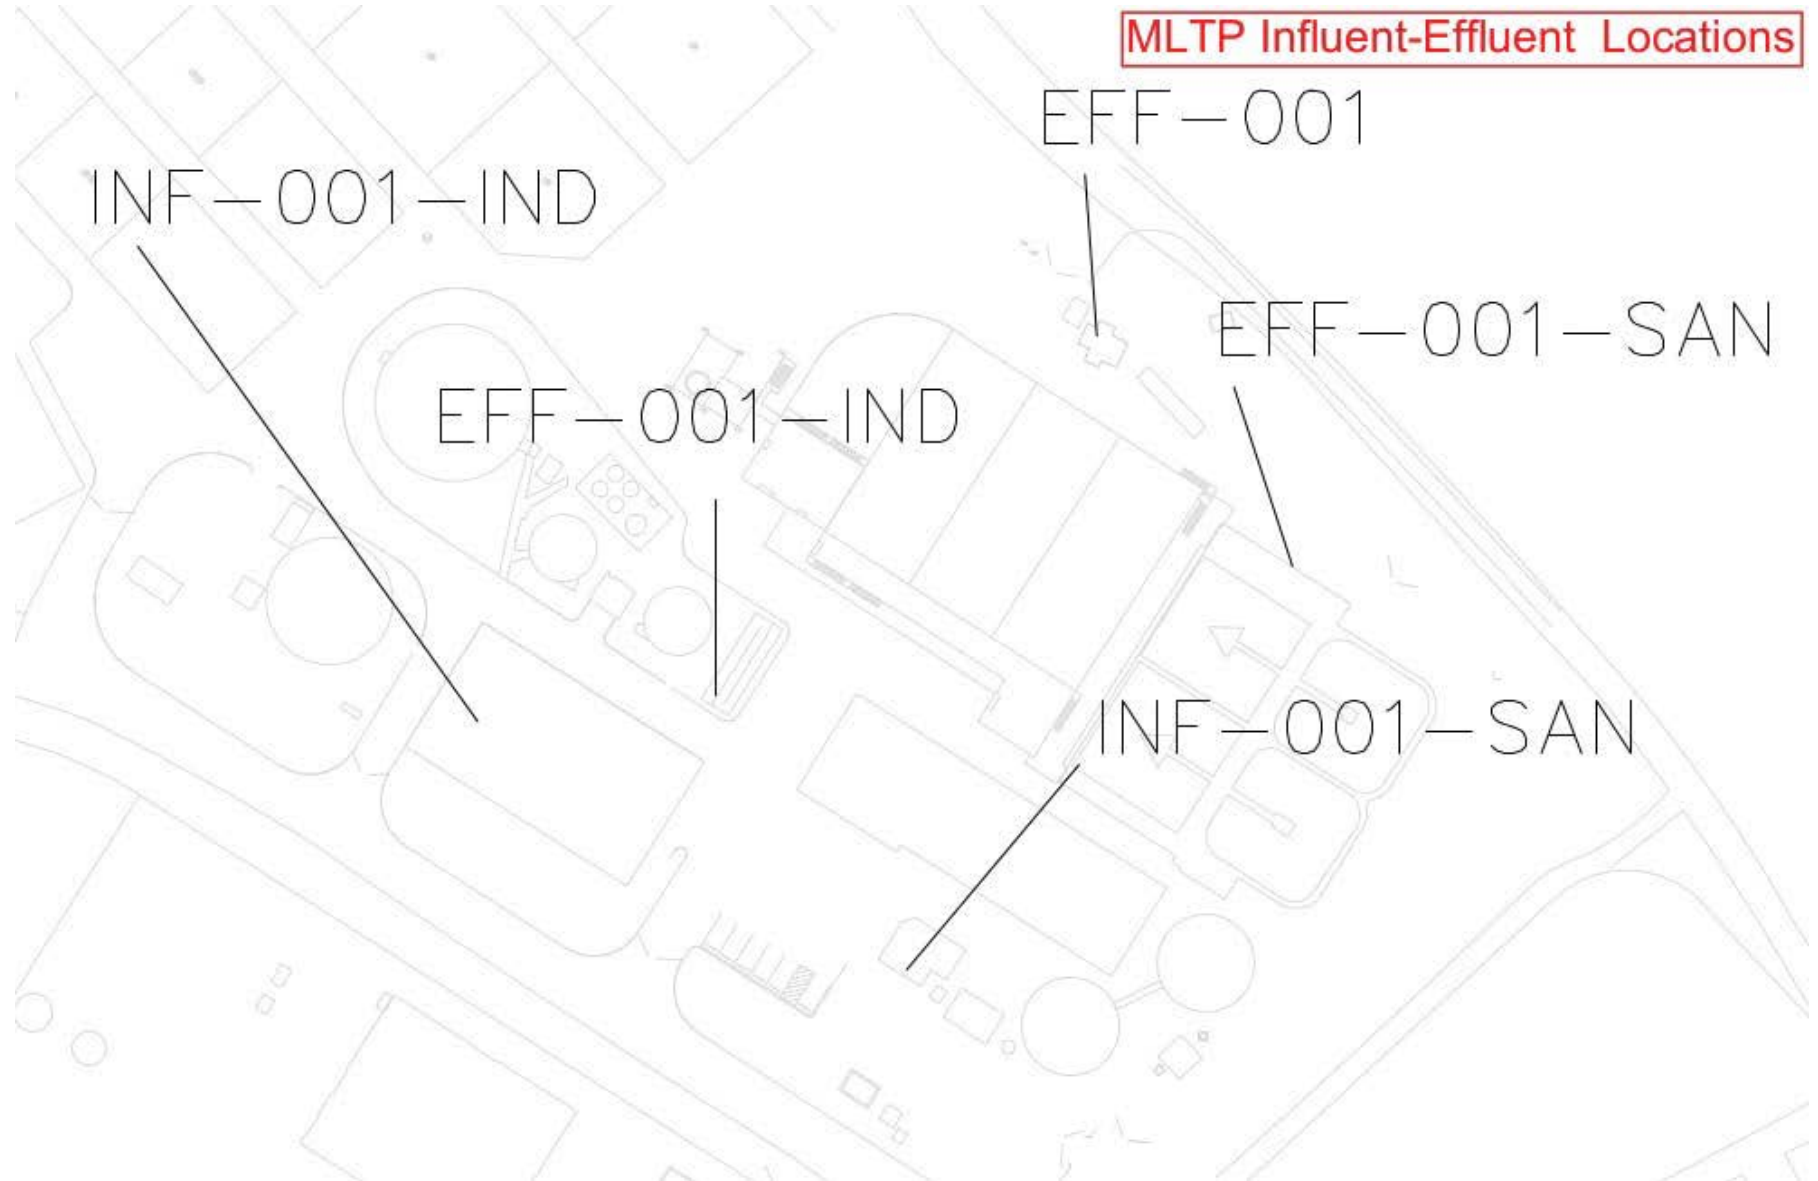 MLTP Influent-Effluent Locations
EFF-001
INF-001-IND
EFF-001-SAN
EFF-001-IND
INF-001-SAN